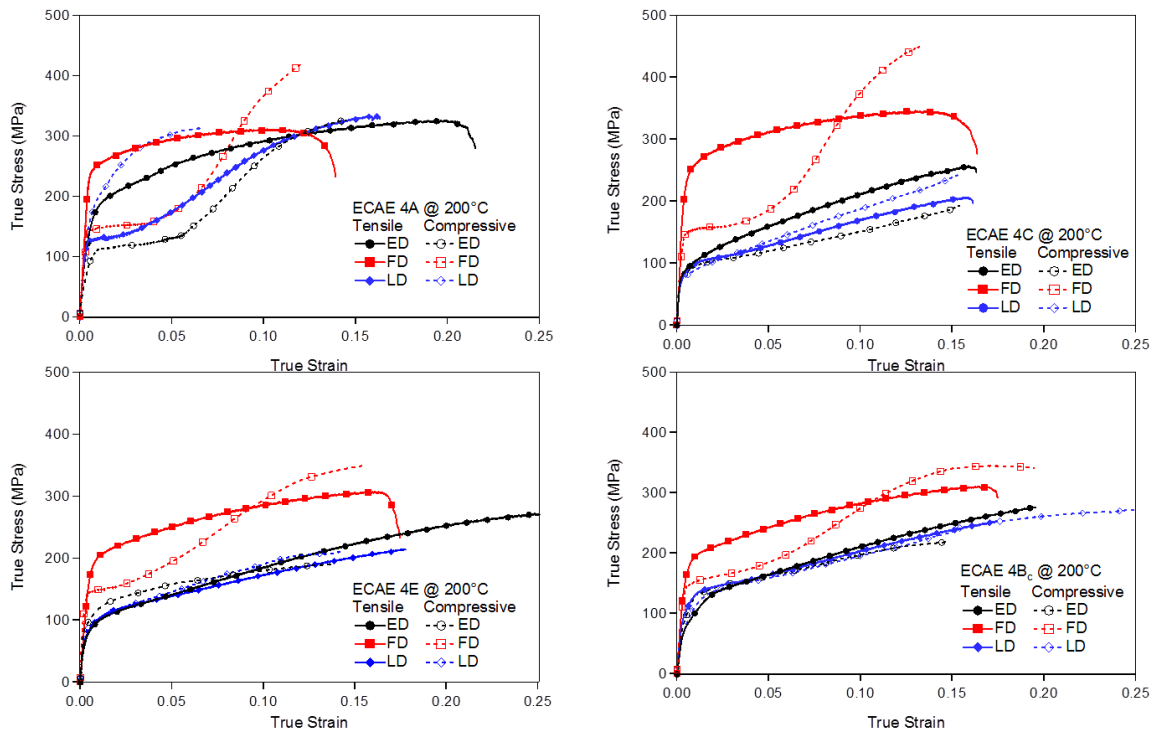 500
400
300
200
100
0
True Stress (MPa)
0.00 0.05 0.10 0.15 0.20 0.25
True Strain
ECAE 4A @ 200°C
Tensile Compressive
ED ED
FD FD
LD LD
500
400
300
200
100
0
True Stress (MPa)
0.00 0.05 0.10 0.15 0.20 0.25
True Strain
ECAE 4C @ 200°C
Tensile Compressive
ED ED
FD FD
LD LD
500
400
300
200
100
0
True Stress (MPa)
0.00 0.05 0.10 0.15 0.20 0.25
True Strain
ECAE 4E @ 200°C
Tensile Compressive
ED ED
FD FD
LD LD
500
400
300
200
100
0
True Stress (MPa)
0.00 0.05 0.10 0.15 0.20 0.25
True Strain
ECAE 4Bc @ 200°C
Tensile Compressive
ED ED
FD FD
LD LD